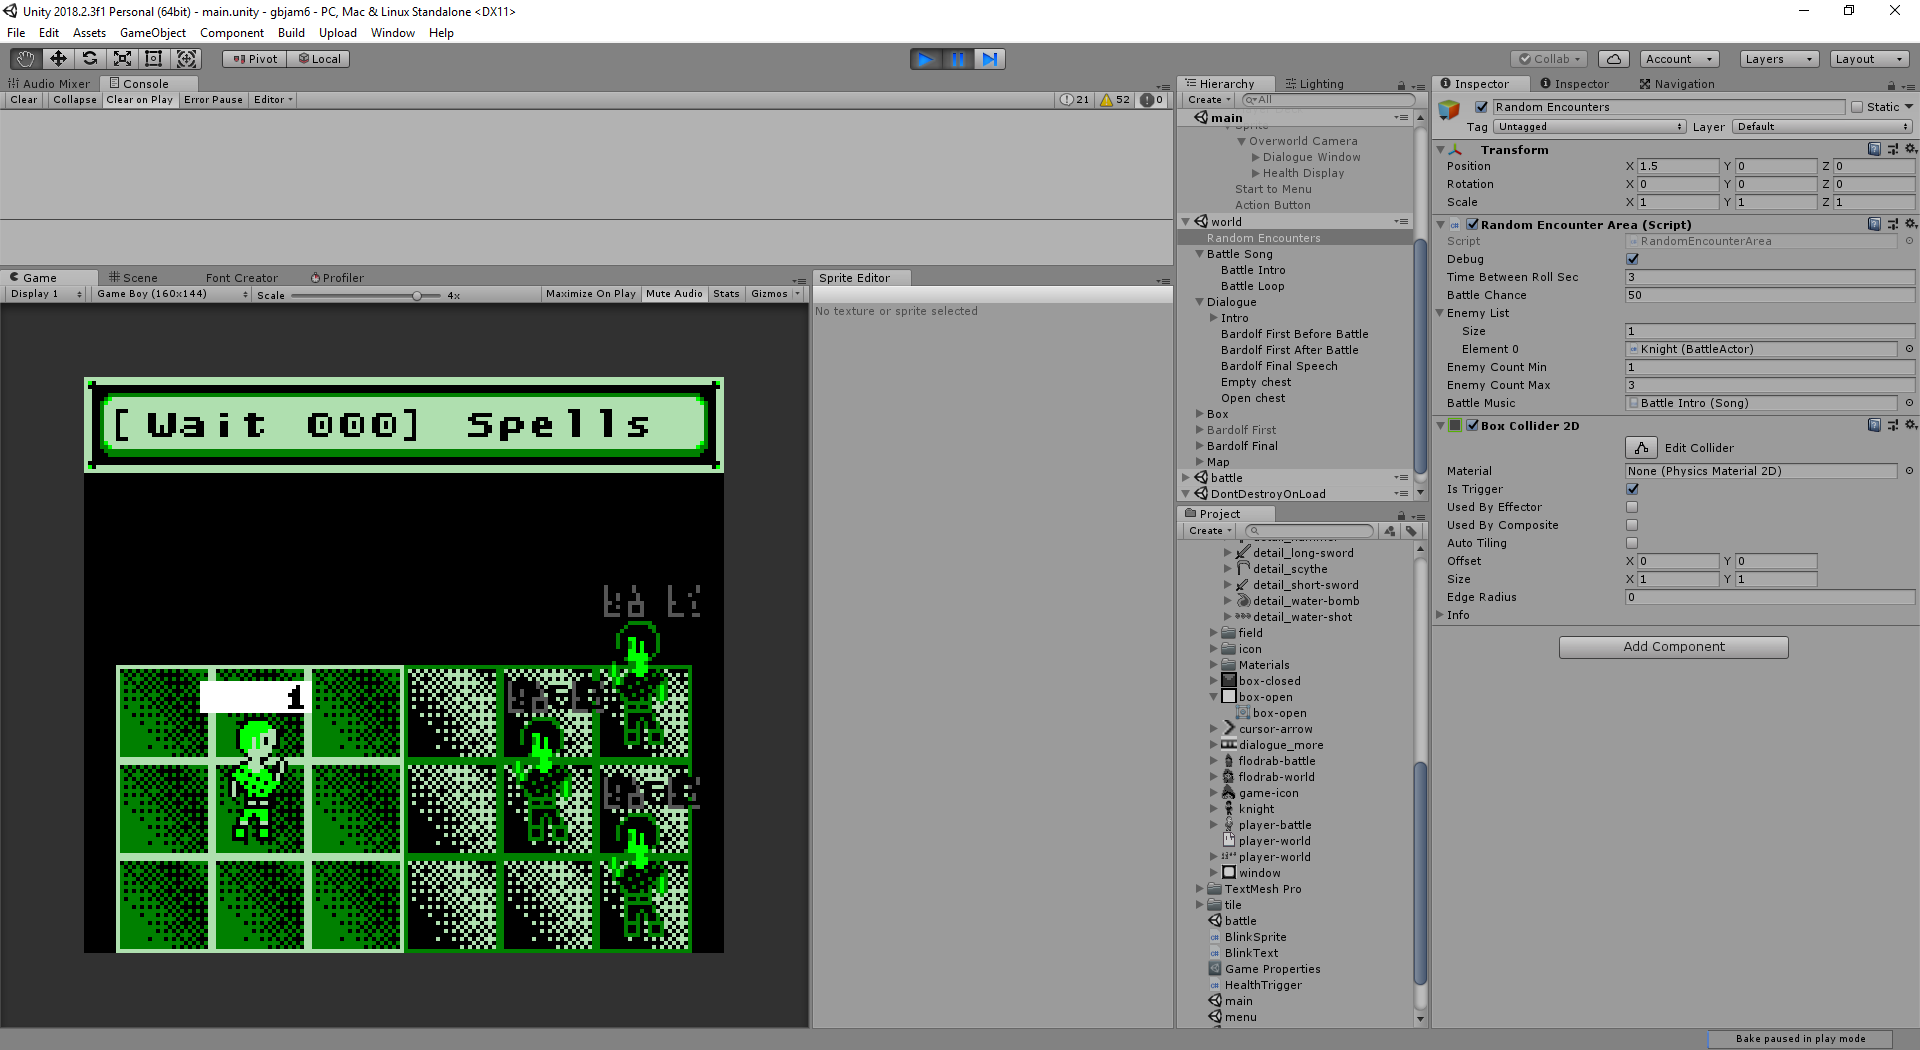 Unity 2018.2.3f1 Personal (64bit) - main.unity - gbjam6 - PC, Mac & Linux Standalone <DX11>
File Edit Assets GameObject Component Build Upload Window Help
Pivot Local
Collab Account Layers Layout
Audio Mixer Console
Clear Collapse Clear on Play Error Pause Editor 21 52 0
Game Scene Font Creator Profiler
Display 1 Game Boy (160x144) Scale 4x Maximize On Play Mute Audio Stats Gizmos
[Wait 000] Spells
1
Sprite Editor
No texture or sprite selected
Hierarchy Lighting
Create All
main
Sprite
Overworld Camera
Dialogue Window
Health Display
Start to Menu
Action Button
world
Random Encounters
Battle Song
Battle Intro
Battle Loop
Dialogue
Intro
Bardolf First Before Battle
Bardolf First After Battle
Bardolf Final Speech
Empty chest
Open chest
Box
Bardolf First
Bardolf Final
Map
battle
DontDestroyOnLoad
Project
Create
detail_hammer
detail_long-sword
detail_scythe
detail_short-sword
detail_water-bomb
detail_water-shot
field
icon
Materials
box-closed
box-open
box-open
cursor-arrow
dialogue_more
flodrab-battle
flodrab-world
game-icon
knight
player-battle
player-world
player-world
window
TextMesh Pro
tile
battle
BlinkSprite
BlinkText
Game Properties
HealthTrigger
main
menu
Inspector Inspector Navigation
Random Encounters Static
Tag Untagged Layer Default
Transform
Position X 1.5 Y 0 Z 0
Rotation X 0 Y 0 Z 0
Scale X 1 Y 1 Z 1
Random Encounter Area (Script)
Script RandomEncounterArea
Debug
Time Between Roll Sec 3
Battle Chance 50
Enemy List
Size 1
Element 0 Knight (BattleActor)
Enemy Count Min 1
Enemy Count Max 3
Battle Music Battle Intro (Song)
Box Collider 2D
Edit Collider
Material None (Physics Material 2D)
Is Trigger
Used By Effector
Used By Composite
Auto Tiling
Offset X 0 Y 0
Size X 1 Y 1
Edge Radius 0
Info
Add Component
Bake paused in play mode